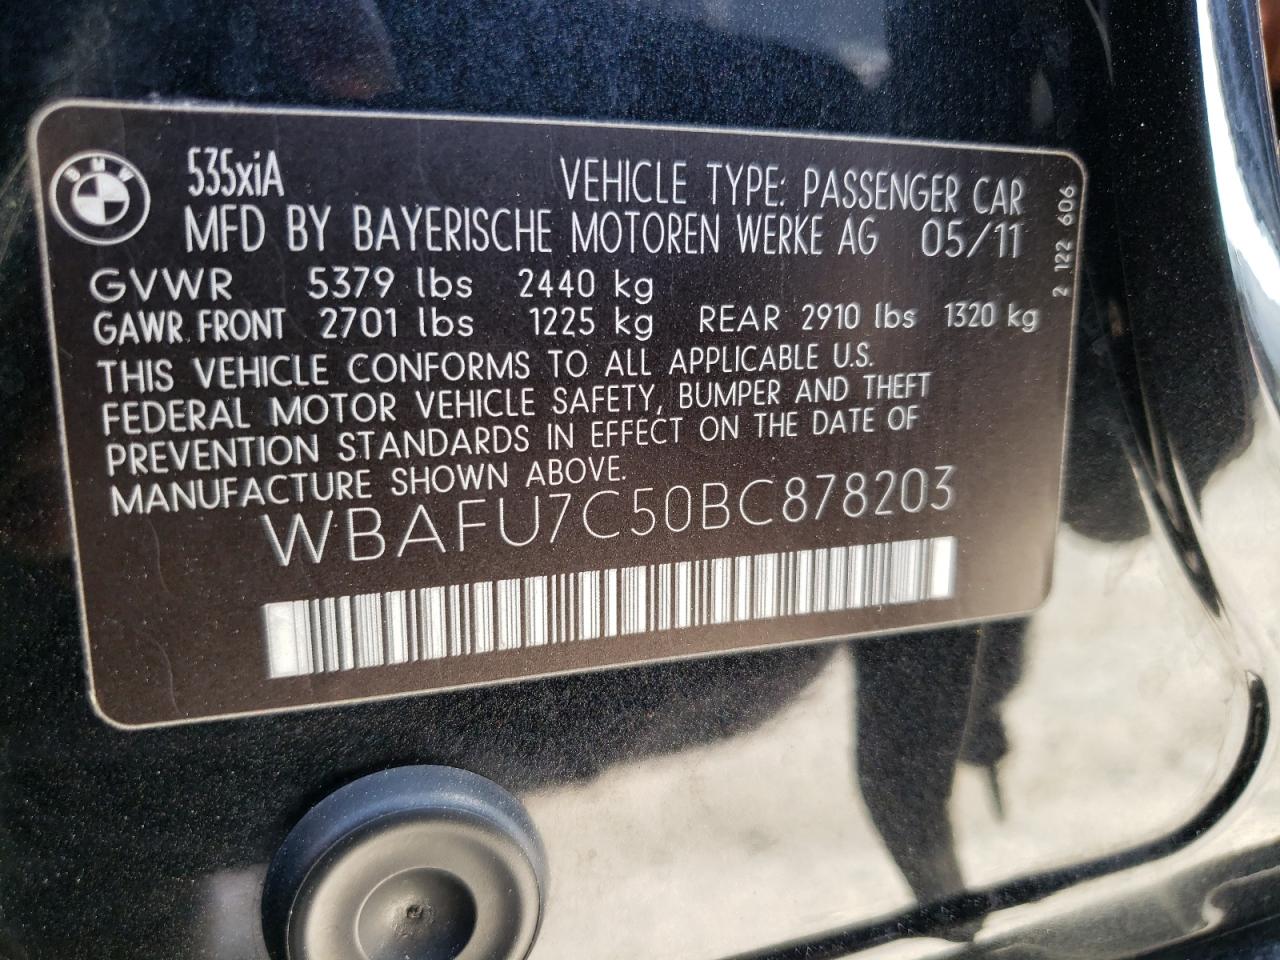 BMW
535xiA VEHICLE TYPE: PASSENGER CAR
MFD BY BAYERISCHE MOTOREN WERKE AG 05/11
GVWR 5379 lbs 2440 kg
GAWR FRONT 2701 lbs 1225 kg REAR 2910 lbs 1320 kg
THIS VEHICLE CONFORMS TO ALL APPLICABLE U.S.
FEDERAL MOTOR VEHICLE SAFETY, BUMPER AND THEFT
PREVENTION STANDARDS IN EFFECT ON THE DATE OF
MANUFACTURE SHOWN ABOVE.
WBAFU7C50BC878203
2 122 606